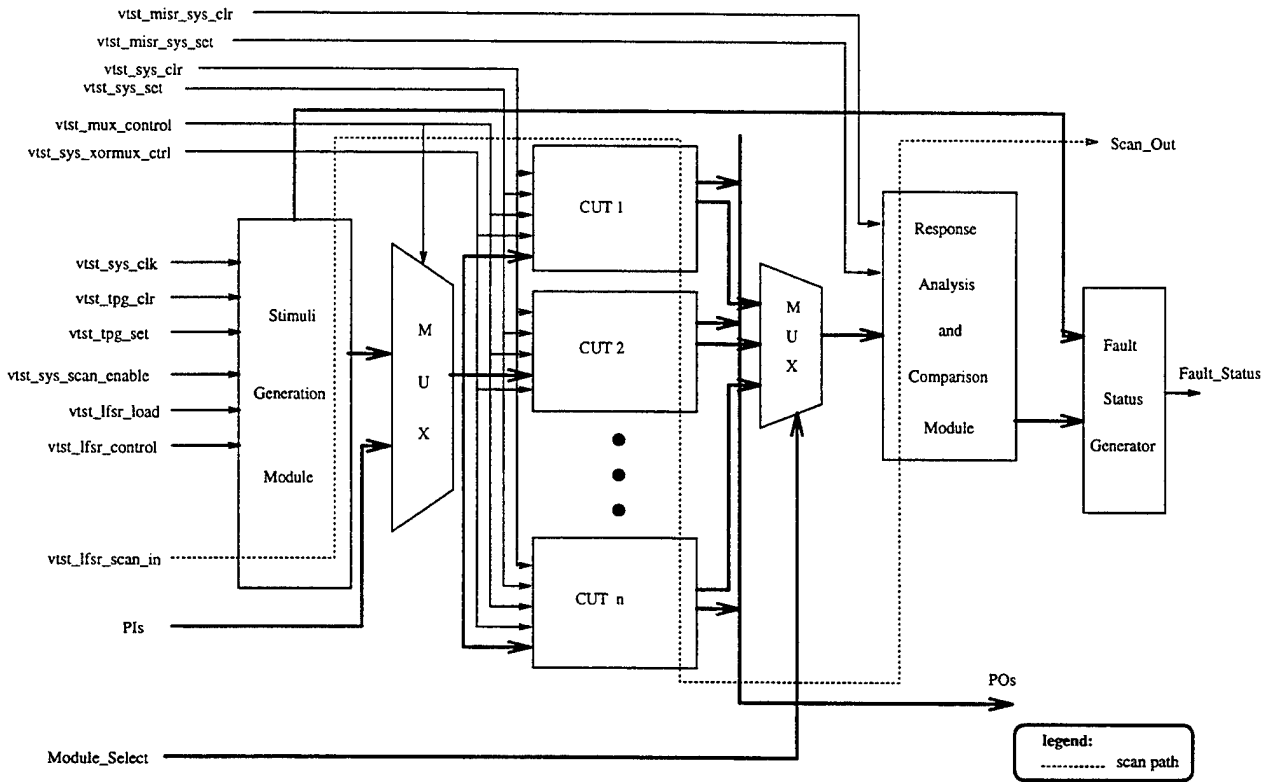 vtst_misr_sys_clr
vtst_misr_sys_set
vtst_sys_clr
vtst_sys_set
vtst_mux_control
vtst_sys_xormux_ctrl
Scan_Out
vtst_sys_clk
vtst_tpg_clr
vtst_tpg_set
vtst_sys_scan_enable
vtst_lfsr_load
vtst_lfsr_control
vtst_lfsr_scan_in
PIs
Module_Select
Stimuli
Generation
Module
M
U
X
CUT 1
CUT 2
CUT n
M
U
X
Response
Analysis
and
Comparison
Module
Fault
Status
Generator
Fault_Status
POs
legend:
scan path